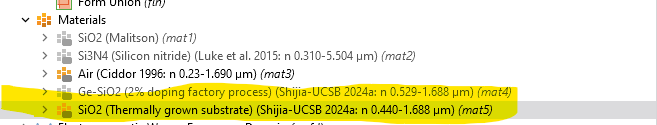 Form Union (fin)
Materials
SiO2 (Malitson) (mat1)
Si3N4 (Silicon nitride) (Luke et al. 2015: n 0.310-5.504 µm) (mat2)
Air (Ciddor 1996: n 0.23-1.690 µm) (mat3)
Ge-SiO2 (2% doping factory process) (Shijia-UCSB 2024a: n 0.529-1.688 µm) (mat4)
SiO2 (Thermally grown substrate) (Shijia-UCSB 2024a: n 0.440-1.688 µm) (mat5)